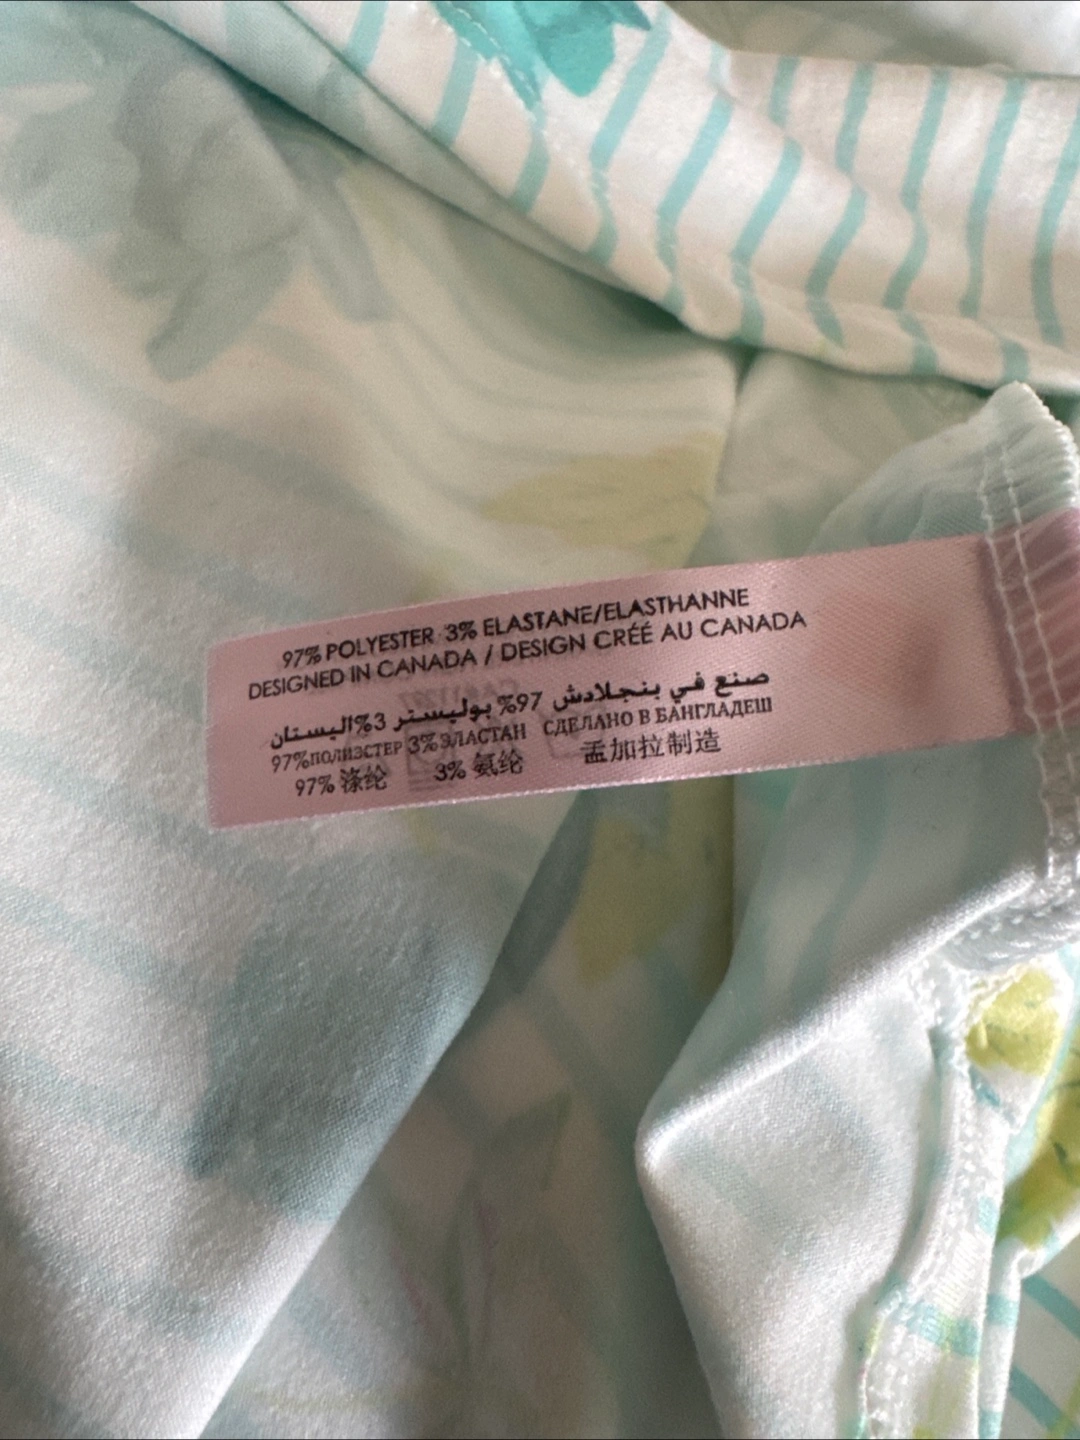 97% POLYESTER 3% ELASTANE/ELASTHANNE
DESIGNED IN CANADA / DESIGN CRÉÉ AU CANADA
صنع في بنجلادش 97% بوليستر 3%اليستان
97%ПОЛИЭСТЕР 3%ЭЛАСТАН СДЕЛАНО В БАНГЛАДЕШ
97% 涤纶 3% 氨纶 孟加拉制造